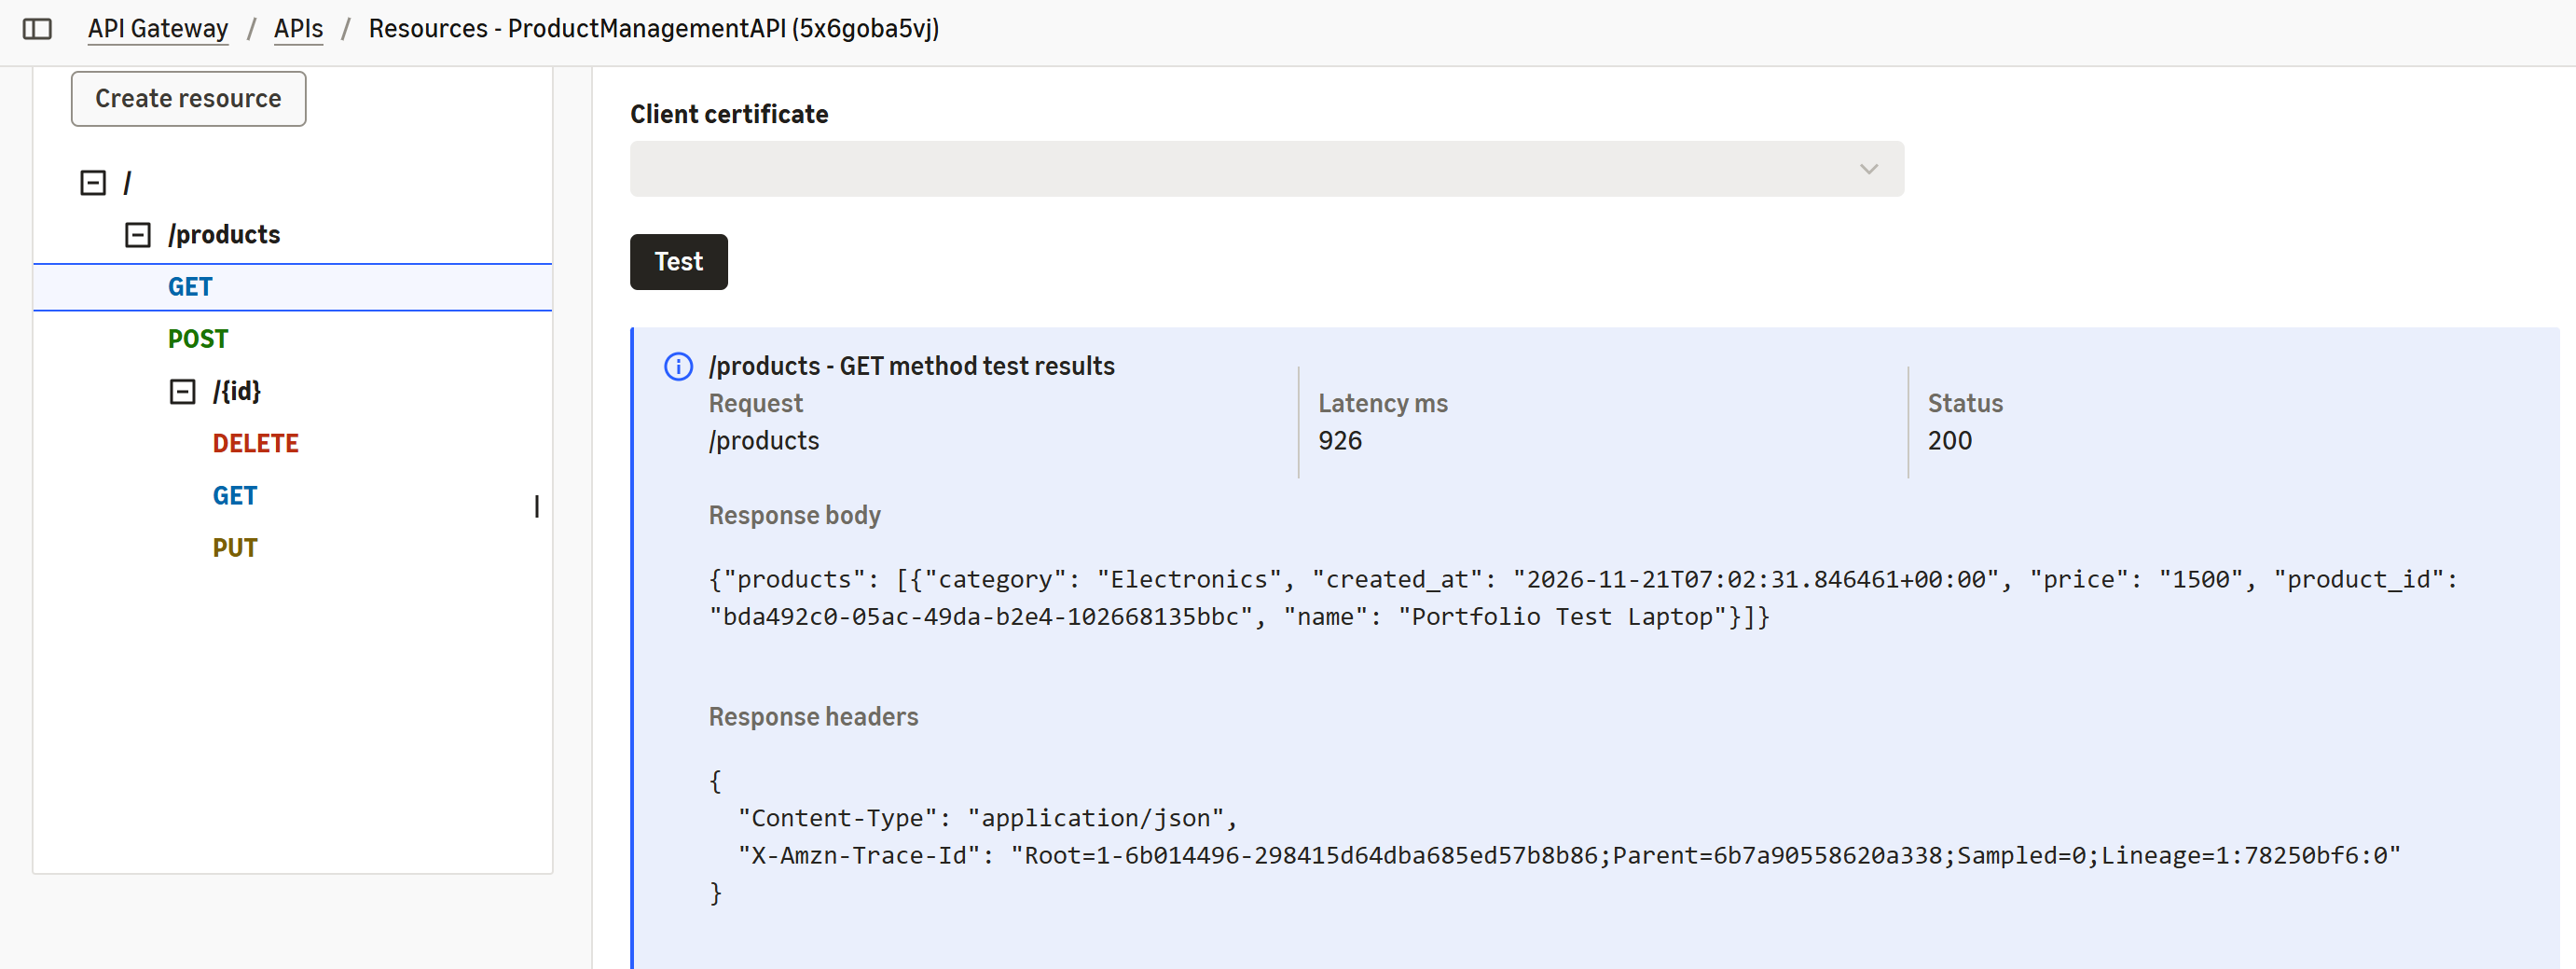 API Gateway / APIs / Resources - ProductManagementAPI (5x6goba5vj)
Create resource
/
/products
GET
POST
/{id}
DELETE
GET
PUT
Client certificate
Test
/products - GET method test results
Request
/products
Latency ms
926
Status
200
Response body
{"products": [{"category": "Electronics", "created_at": "2026-11-21T07:02:31.846461+00:00", "price": "1500", "product_id":
"bda492c0-05ac-49da-b2e4-102668135bbc", "name": "Portfolio Test Laptop"}]}
Response headers
{
"Content-Type": "application/json",
"X-Amzn-Trace-Id": "Root=1-6b014496-298415d64dba685ed57b8b86;Parent=6b7a90558620a338;Sampled=0;Lineage=1:78250bf6:0"
}